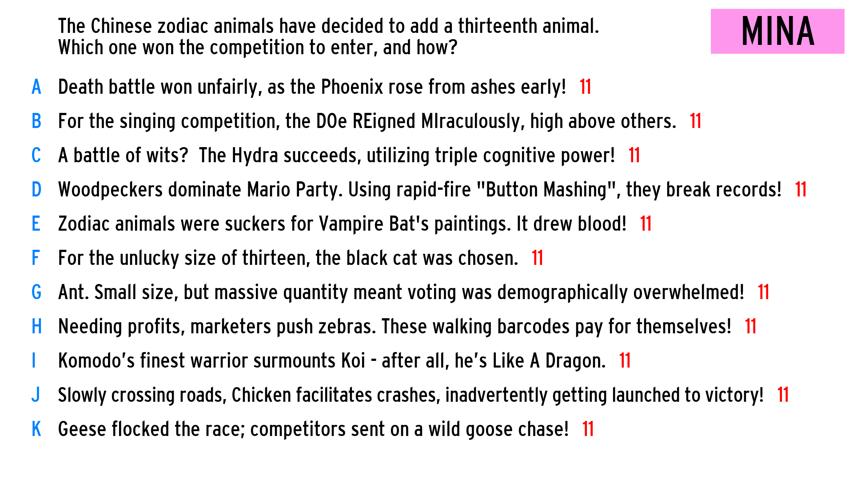 The Chinese zodiac animals have decided to add a thirteenth animal.
Which one won the competition to enter, and how?
MINA
A Death battle won unfairly, as the Phoenix rose from ashes early! 11
B For the singing competition, the DOe REigned MIraculously, high above others. 11
C A battle of wits? The Hydra succeeds, utilizing triple cognitive power! 11
D Woodpeckers dominate Mario Party. Using rapid-fire "Button Mashing", they break records! 11
E Zodiac animals were suckers for Vampire Bat's paintings. It drew blood! 11
F For the unlucky size of thirteen, the black cat was chosen. 11
G Ant. Small size, but massive quantity meant voting was demographically overwhelmed! 11
H Needing profits, marketers push zebras. These walking barcodes pay for themselves! 11
I Komodo's finest warrior surmounts Koi - after all, he's Like A Dragon. 11
J Slowly crossing roads, Chicken facilitates crashes, inadvertently getting launched to victory! 11
K Geese flocked the race; competitors sent on a wild goose chase! 11